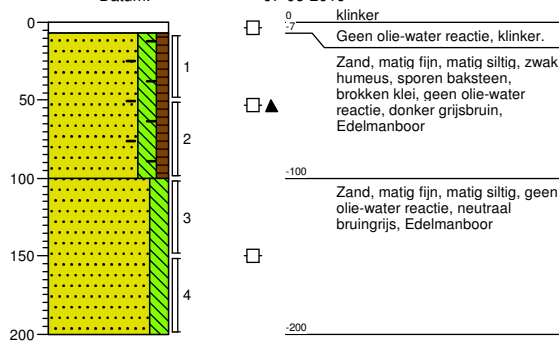 0
50
100
150
200
1
2
3
4
0
klinker
-7
Geen olie-water reactie, klinker.
Zand, matig fijn, matig siltig, zwak
humeus, sporen baksteen,
brokken klei, geen olie-water
reactie, donker grijsbruin,
Edelmanboor
-100
Zand, matig fijn, matig siltig, geen
olie-water reactie, neutraal
bruingrijs, Edelmanboor
-200